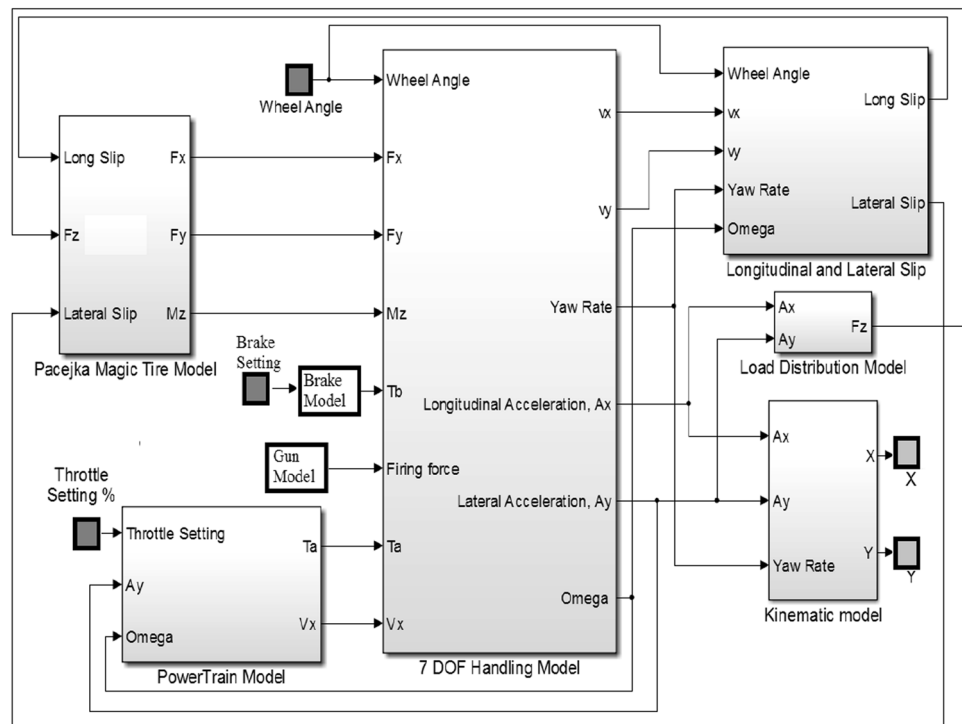 Wheel Angle
Long Slip
Fz
Lateral Slip
Fx
Fy
Mz
Pacejka Magic Tire Model
Wheel Angle
Fx
Fy
Mz
Tb
Firing force
Ta
Vx
vx
vy
Yaw Rate
Longitudinal Acceleration, Ax
Lateral Acceleration, Ay
Omega
7 DOF Handling Model
Wheel Angle
vx
vy
Yaw Rate
Omega
Long Slip
Lateral Slip
Longitudinal and Lateral Slip
Ax
Ay
Fz
Load Distribution Model
Brake
Setting
Brake
Model
Gun
Model
Throttle
Setting %
Throttle Setting
Ay
Omega
Ta
Vx
PowerTrain Model
Ax
Ay
Yaw Rate
X
Y
Kinematic model
X
Y